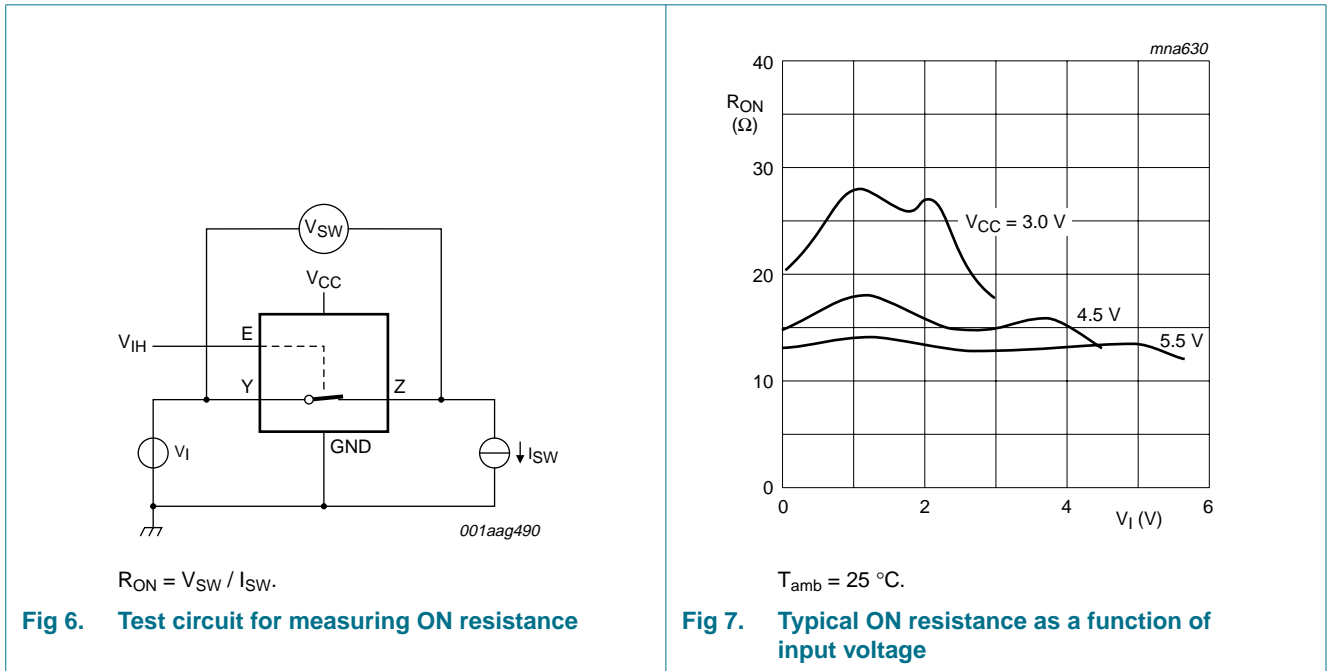 V_SW
V_CC
V_IH
E
Y
Z
V_I
GND
I_SW
001aag490
R_ON = V_SW / I_SW.
Fig 6. Test circuit for measuring ON resistance
mna630
40
R_ON
(Ω)
30
V_CC = 3.0 V
20
4.5 V
5.5 V
10
0
0
2
4
6
V_I (V)
T_amb = 25 °C.
Fig 7. Typical ON resistance as a function of
input voltage